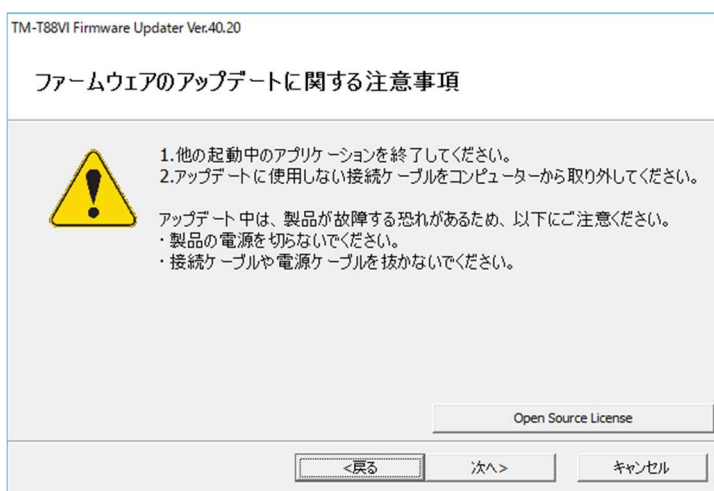 TM-T88VI Firmware Updater Ver.40.20
ファームウェアのアップデートに関する注意事項
1.他の起動中のアプリケーションを終了してください。
2.アップデートに使用しない接続ケーブルをコンピューターから取り外してください。
アップデート中は、製品が故障する恐れがあるため、以下にご注意ください。
・製品の電源を切らないでください。
・接続ケーブルや電源ケーブルを抜かないでください。
Open Source License
<戻る
次へ>
キャンセル